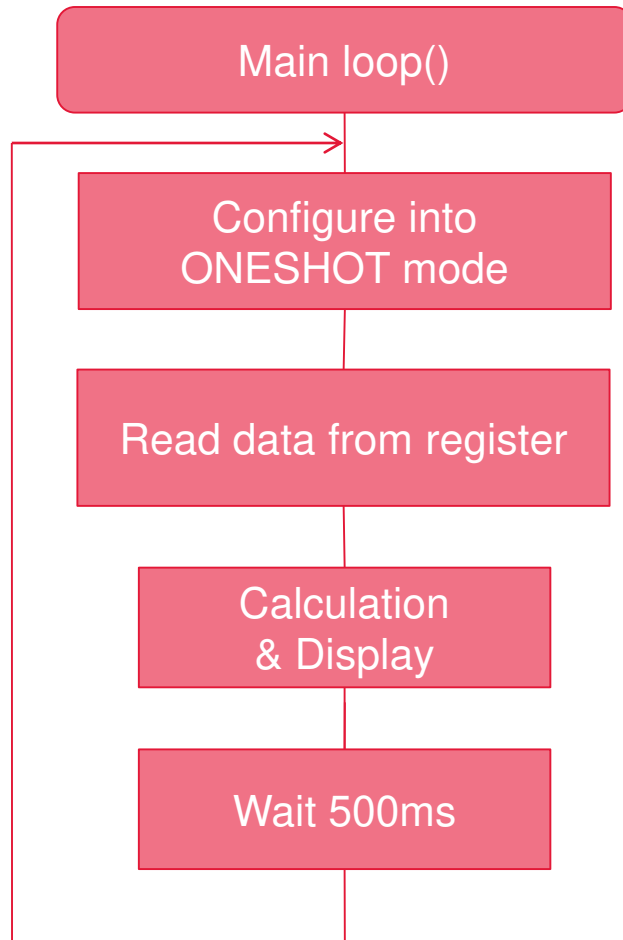 Main loop()
Configure into
ONESHOT mode
Read data from register
Calculation
& Display
Wait 500ms